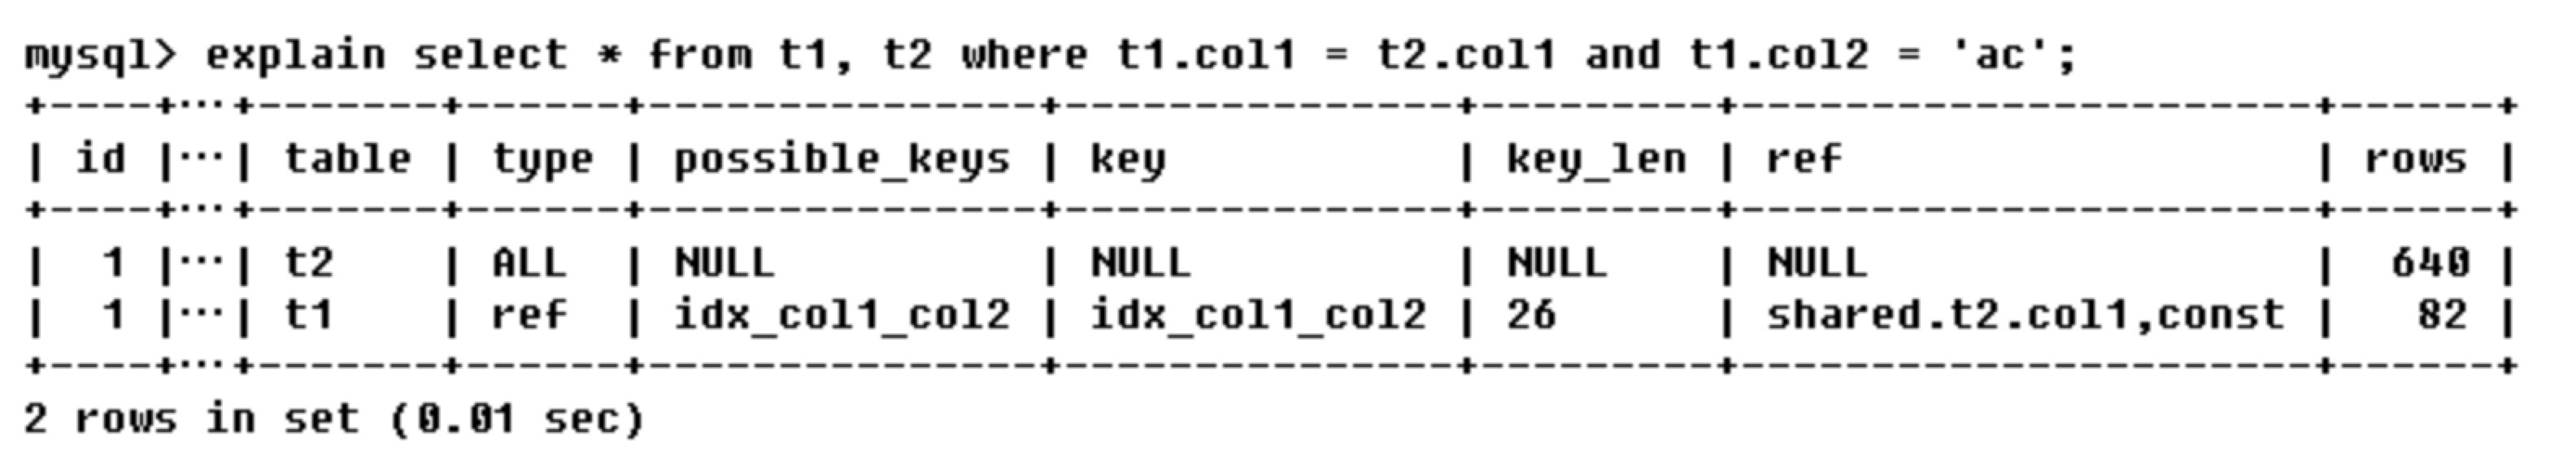 mysql> explain select * from t1, t2 where t1.col1 = t2.col1 and t1.col2 = 'ac';
+----+···+-------+------+---------------+---------------+---------+----------------------+------+
| id |···| table | type | possible_keys | key           | key_len | ref                  | rows |
+----+···+-------+------+---------------+---------------+---------+----------------------+------+
|  1 |···| t2    | ALL  | NULL          | NULL          | NULL    | NULL                 |  640 |
|  1 |···| t1    | ref  | idx_col1_col2 | idx_col1_col2 | 26      | shared.t2.col1,const |   82 |
+----+···+-------+------+---------------+---------------+---------+----------------------+------+
2 rows in set (0.01 sec)